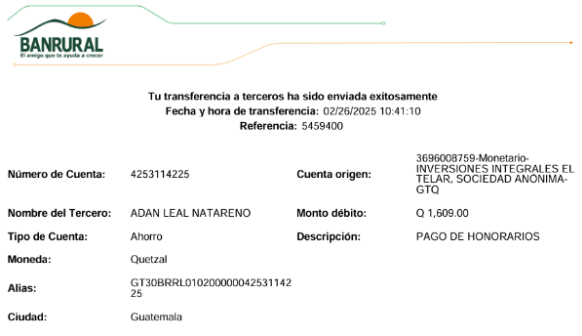 BANRURAL
El amigo que te ayuda a crecer
Tu transferencia a terceros ha sido enviada exitosamente
Fecha y hora de transferencia: 02/26/2025 10:41:10
Referencia: 5459400
Número de Cuenta: 4253114225
Cuenta origen: 3696008759-Monetario-
INVERSIONES INTEGRALES EL
TELAR, SOCIEDAD ANÓNIMA-
GTQ
Nombre del Tercero: ADAN LEAL NATARENO
Monto débito: Q 1,609.00
Tipo de Cuenta: Ahorro
Descripción: PAGO DE HONORARIOS
Moneda: Quetzal
Alias: GT30BRRL010200000042531142
25
Ciudad: Guatemala